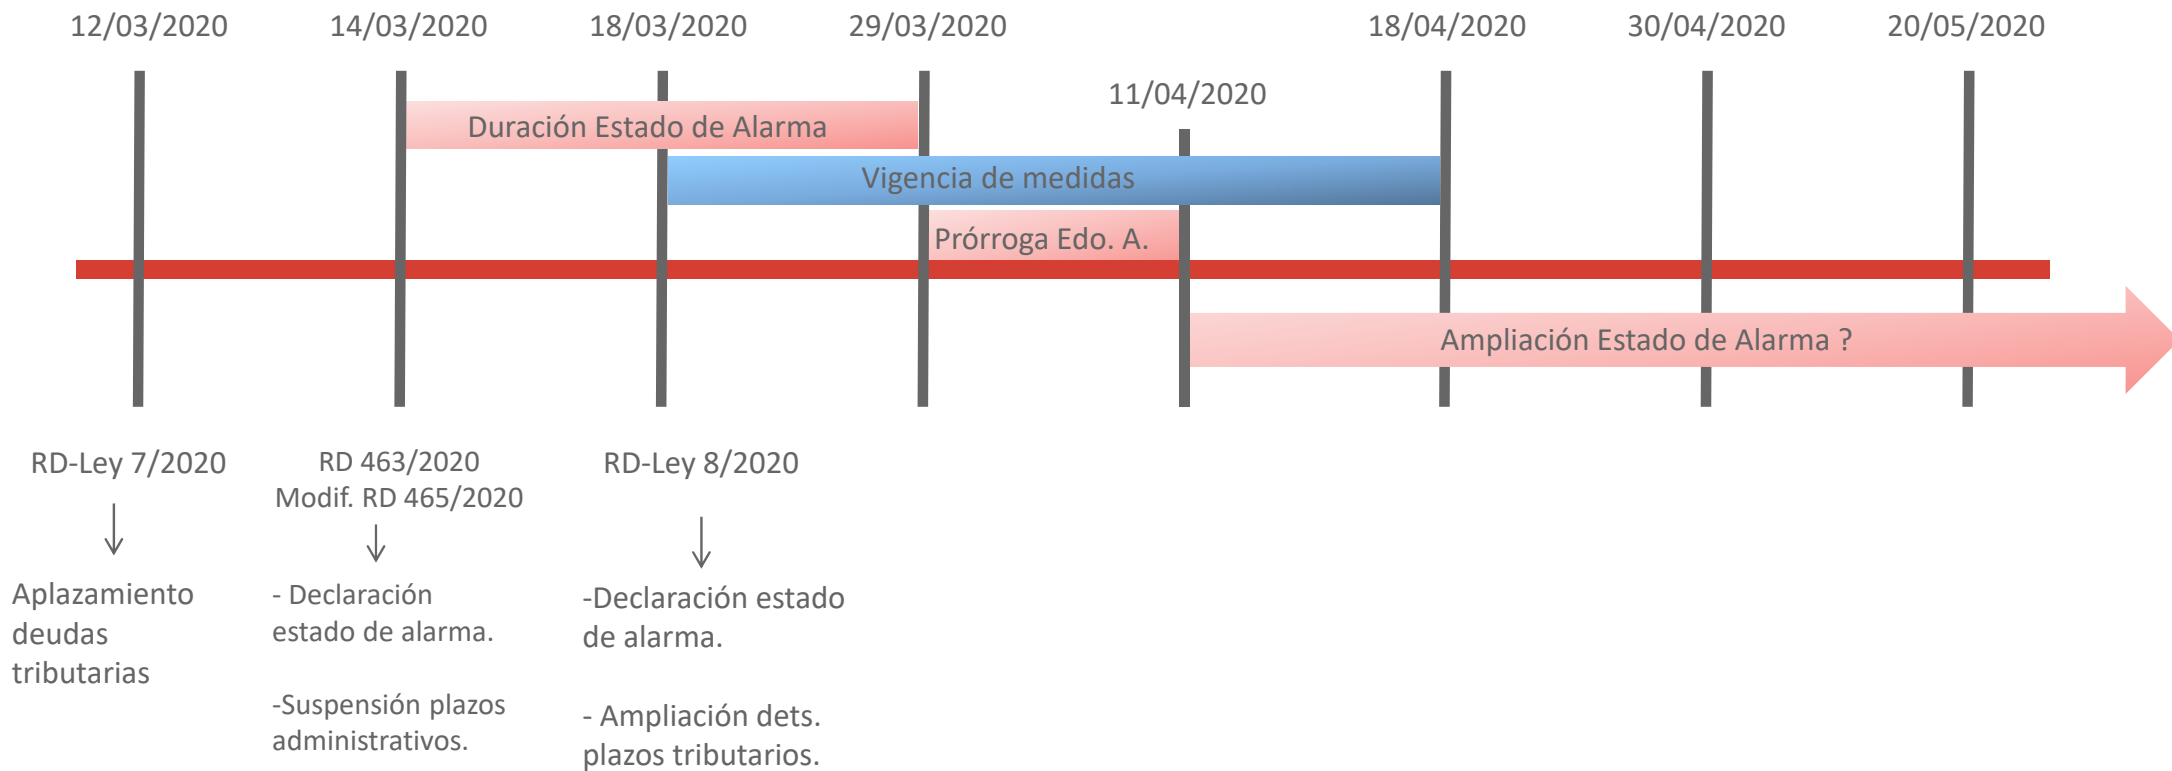 12/03/2020
14/03/2020
18/03/2020
29/03/2020
18/04/2020
30/04/2020
20/05/2020
11/04/2020
Duración Estado de Alarma
Vigencia de medidas
Prórroga Edo. A.
Ampliación Estado de Alarma ?
RD-Ley 7/2020
Aplazamiento
deudas
tributarias
RD 463/2020
Modif. RD 465/2020
- Declaración
estado de alarma.
-Suspensión plazos
administrativos.
RD-Ley 8/2020
-Declaración estado
de alarma.
- Ampliación dets.
plazos tributarios.